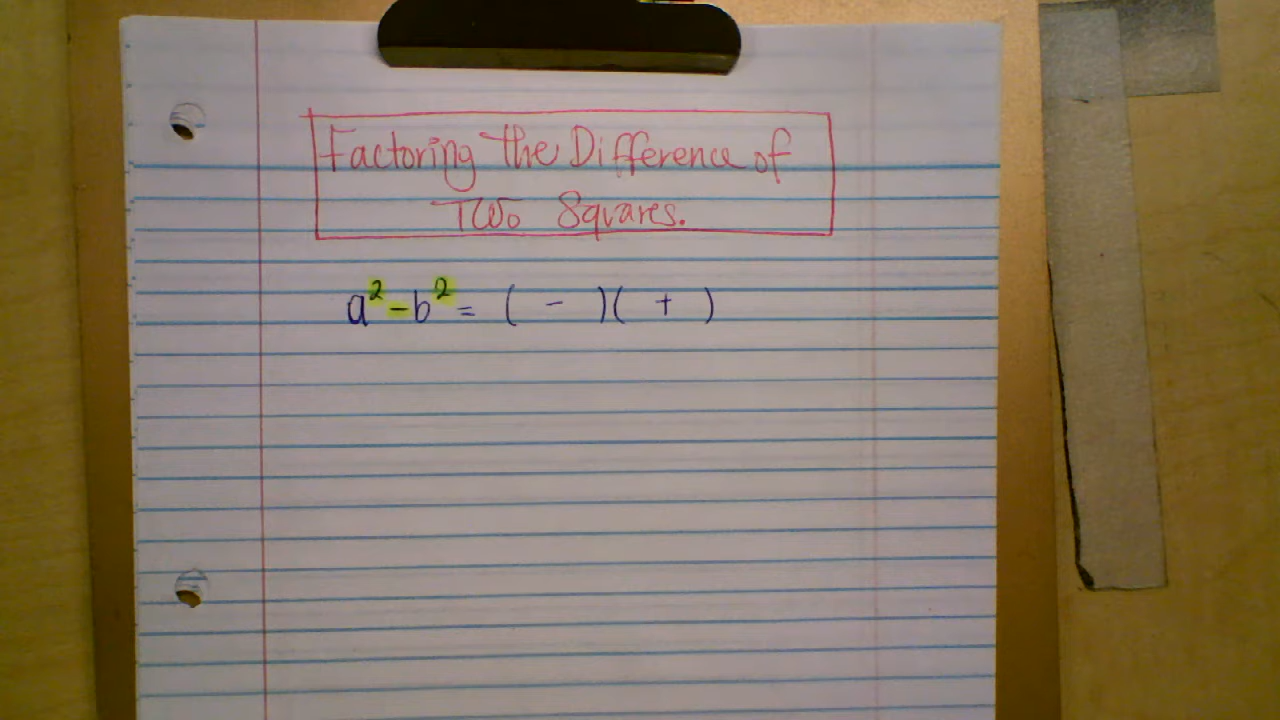 Factoring the Difference of
Two Squares.
a² - b² = ( - )( + )